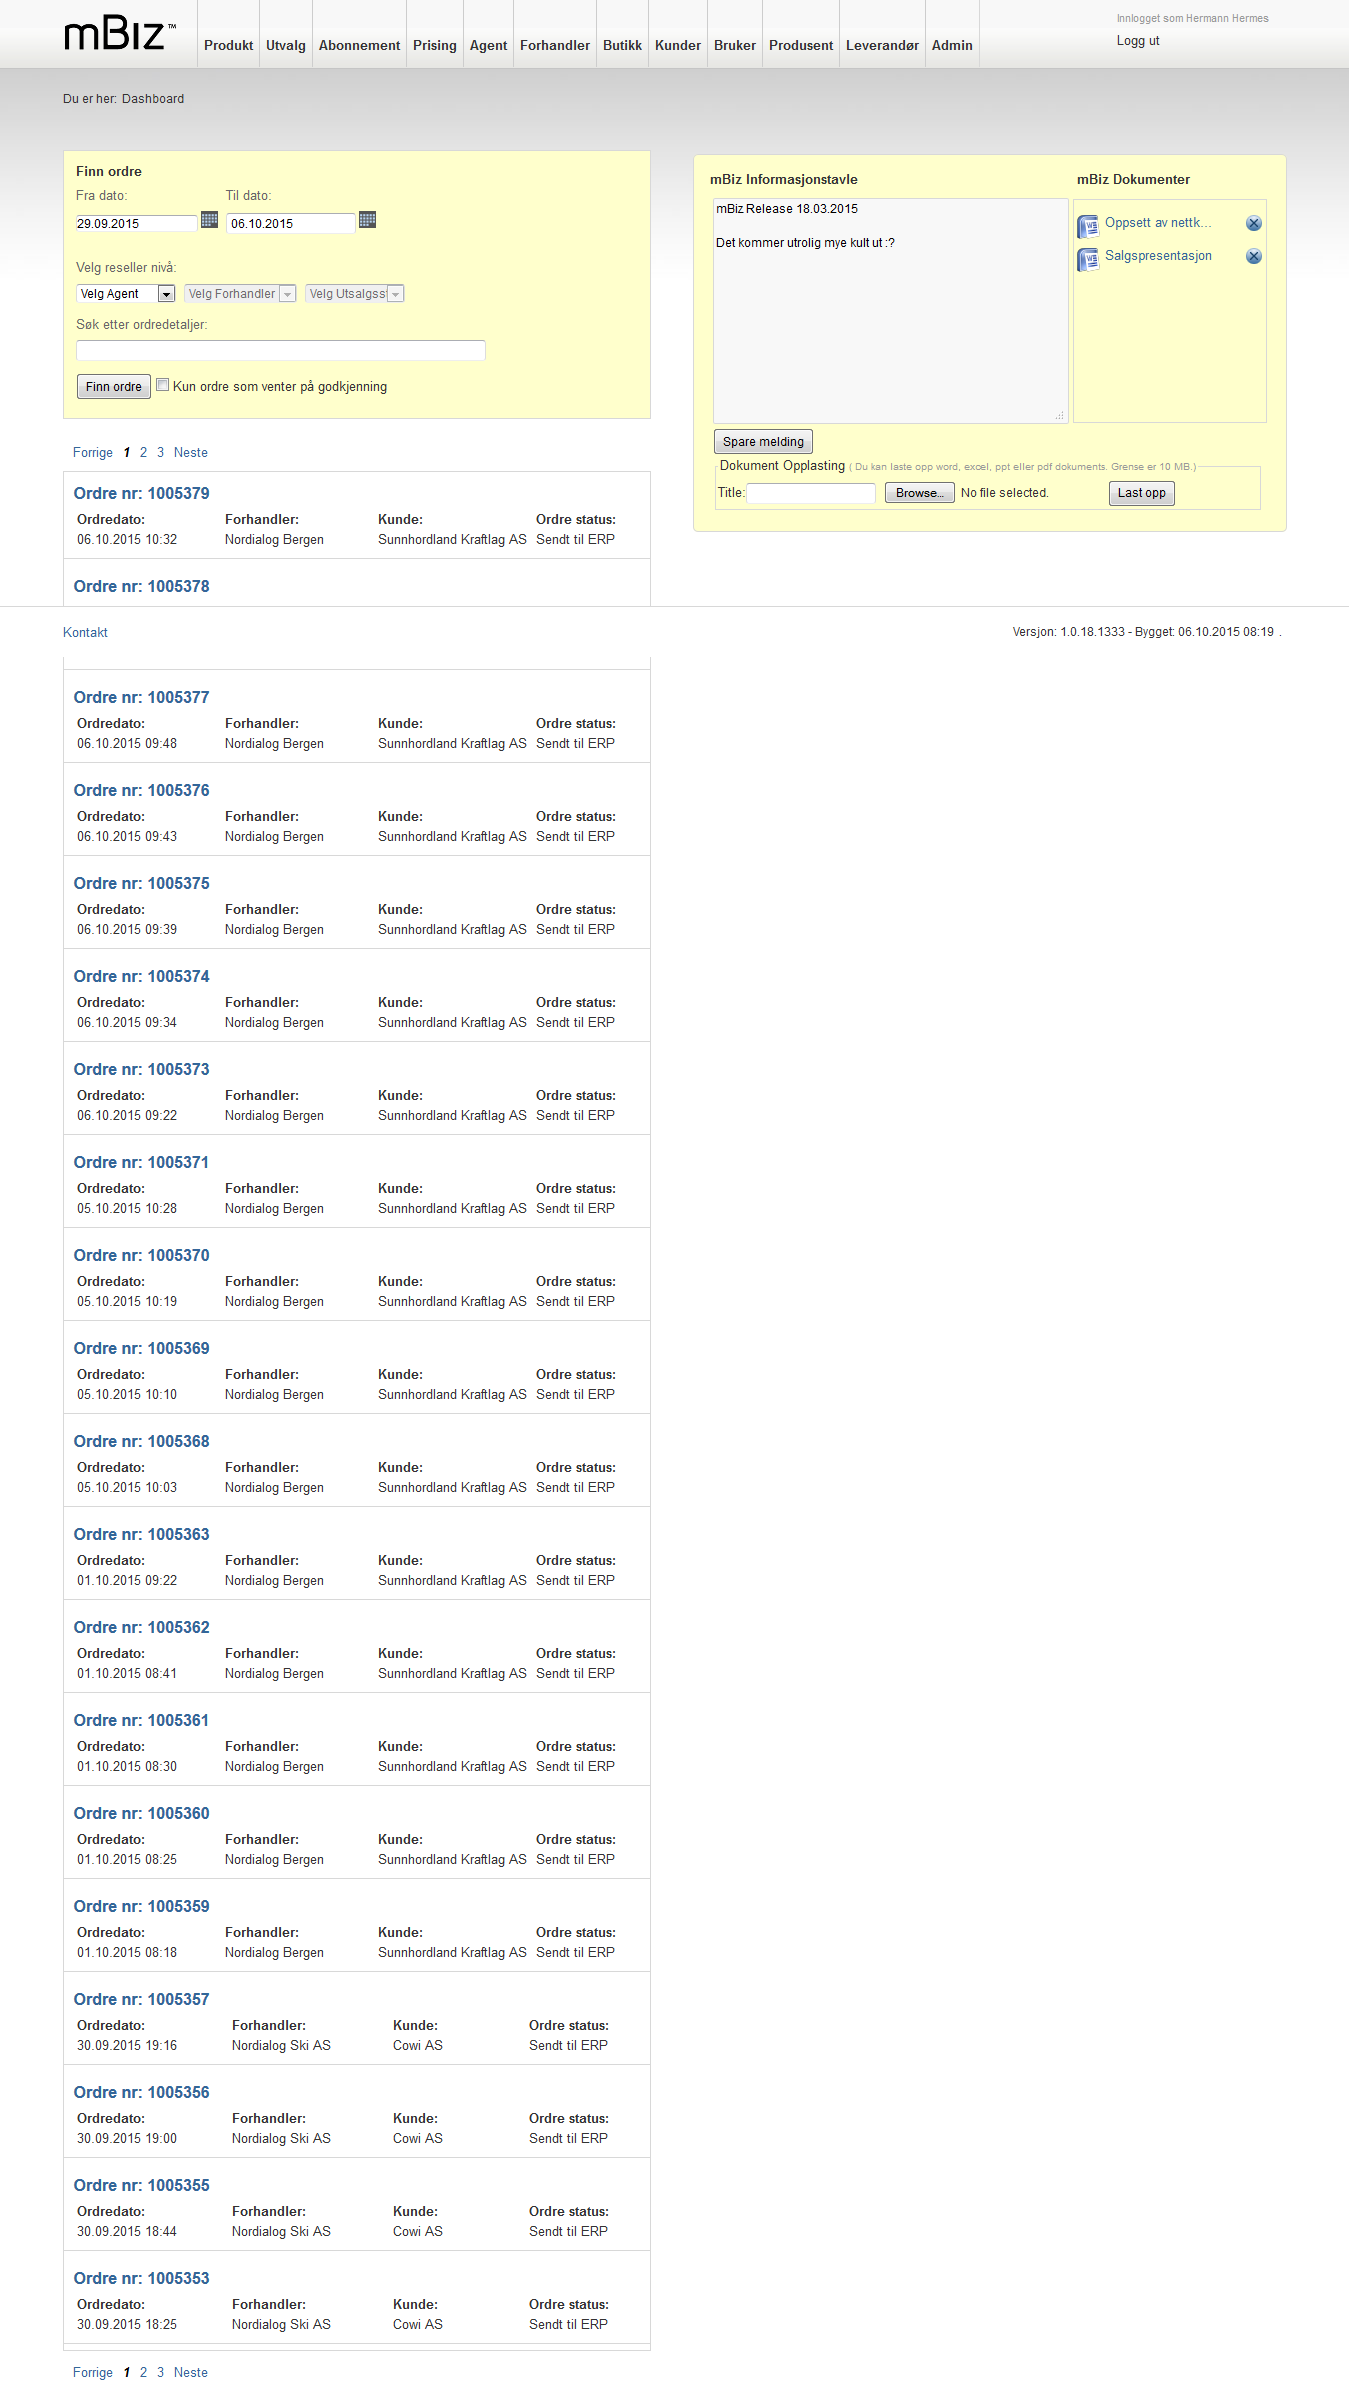 mBiz™
Produkt Utvalg Abonnement Prising Agent Forhandler Butikk Kunder Bruker Produsent Leverandør Admin
Innlogget som Hermann Hermes
Logg ut
Du er her: Dashboard
Finn ordre
Fra dato: Til dato:
29.09.2015 06.10.2015
Velg reseller nivå:
Velg Agent Velg Forhandler Velg Utsalgss
Søk etter ordredetaljer:
Finn ordre Kun ordre som venter på godkjenning
mBiz Informasjonstavle mBiz Dokumenter
mBiz Release 18.03.2015
Det kommer utrolig mye kult ut :?
Oppsett av nettk...
Salgspresentasjon
Spare melding
Dokument Opplasting ( Du kan laste opp word, excel, ppt eller pdf dokuments. Grense er 10 MB.)
Title: Browse... No file selected. Last opp
Forrige 1 2 3 Neste
Ordre nr: 1005379
Ordredato: Forhandler: Kunde: Ordre status:
06.10.2015 10:32 Nordialog Bergen Sunnhordland Kraftlag AS Sendt til ERP
Ordre nr: 1005378
Kontakt Versjon: 1.0.18.1333 - Bygget: 06.10.2015 08:19 .
Ordre nr: 1005377
Ordredato: Forhandler: Kunde: Ordre status:
06.10.2015 09:48 Nordialog Bergen Sunnhordland Kraftlag AS Sendt til ERP
Ordre nr: 1005376
Ordredato: Forhandler: Kunde: Ordre status:
06.10.2015 09:43 Nordialog Bergen Sunnhordland Kraftlag AS Sendt til ERP
Ordre nr: 1005375
Ordredato: Forhandler: Kunde: Ordre status:
06.10.2015 09:39 Nordialog Bergen Sunnhordland Kraftlag AS Sendt til ERP
Ordre nr: 1005374
Ordredato: Forhandler: Kunde: Ordre status:
06.10.2015 09:34 Nordialog Bergen Sunnhordland Kraftlag AS Sendt til ERP
Ordre nr: 1005373
Ordredato: Forhandler: Kunde: Ordre status:
06.10.2015 09:22 Nordialog Bergen Sunnhordland Kraftlag AS Sendt til ERP
Ordre nr: 1005371
Ordredato: Forhandler: Kunde: Ordre status:
05.10.2015 10:28 Nordialog Bergen Sunnhordland Kraftlag AS Sendt til ERP
Ordre nr: 1005370
Ordredato: Forhandler: Kunde: Ordre status:
05.10.2015 10:19 Nordialog Bergen Sunnhordland Kraftlag AS Sendt til ERP
Ordre nr: 1005369
Ordredato: Forhandler: Kunde: Ordre status:
05.10.2015 10:10 Nordialog Bergen Sunnhordland Kraftlag AS Sendt til ERP
Ordre nr: 1005368
Ordredato: Forhandler: Kunde: Ordre status:
05.10.2015 10:03 Nordialog Bergen Sunnhordland Kraftlag AS Sendt til ERP
Ordre nr: 1005363
Ordredato: Forhandler: Kunde: Ordre status:
01.10.2015 09:22 Nordialog Bergen Sunnhordland Kraftlag AS Sendt til ERP
Ordre nr: 1005362
Ordredato: Forhandler: Kunde: Ordre status:
01.10.2015 08:41 Nordialog Bergen Sunnhordland Kraftlag AS Sendt til ERP
Ordre nr: 1005361
Ordredato: Forhandler: Kunde: Ordre status:
01.10.2015 08:30 Nordialog Bergen Sunnhordland Kraftlag AS Sendt til ERP
Ordre nr: 1005360
Ordredato: Forhandler: Kunde: Ordre status:
01.10.2015 08:25 Nordialog Bergen Sunnhordland Kraftlag AS Sendt til ERP
Ordre nr: 1005359
Ordredato: Forhandler: Kunde: Ordre status:
01.10.2015 08:18 Nordialog Bergen Sunnhordland Kraftlag AS Sendt til ERP
Ordre nr: 1005357
Ordredato: Forhandler: Kunde: Ordre status:
30.09.2015 19:16 Nordialog Ski AS Cowi AS Sendt til ERP
Ordre nr: 1005356
Ordredato: Forhandler: Kunde: Ordre status:
30.09.2015 19:00 Nordialog Ski AS Cowi AS Sendt til ERP
Ordre nr: 1005355
Ordredato: Forhandler: Kunde: Ordre status:
30.09.2015 18:44 Nordialog Ski AS Cowi AS Sendt til ERP
Ordre nr: 1005353
Ordredato: Forhandler: Kunde: Ordre status:
30.09.2015 18:25 Nordialog Ski AS Cowi AS Sendt til ERP
Forrige 1 2 3 Neste